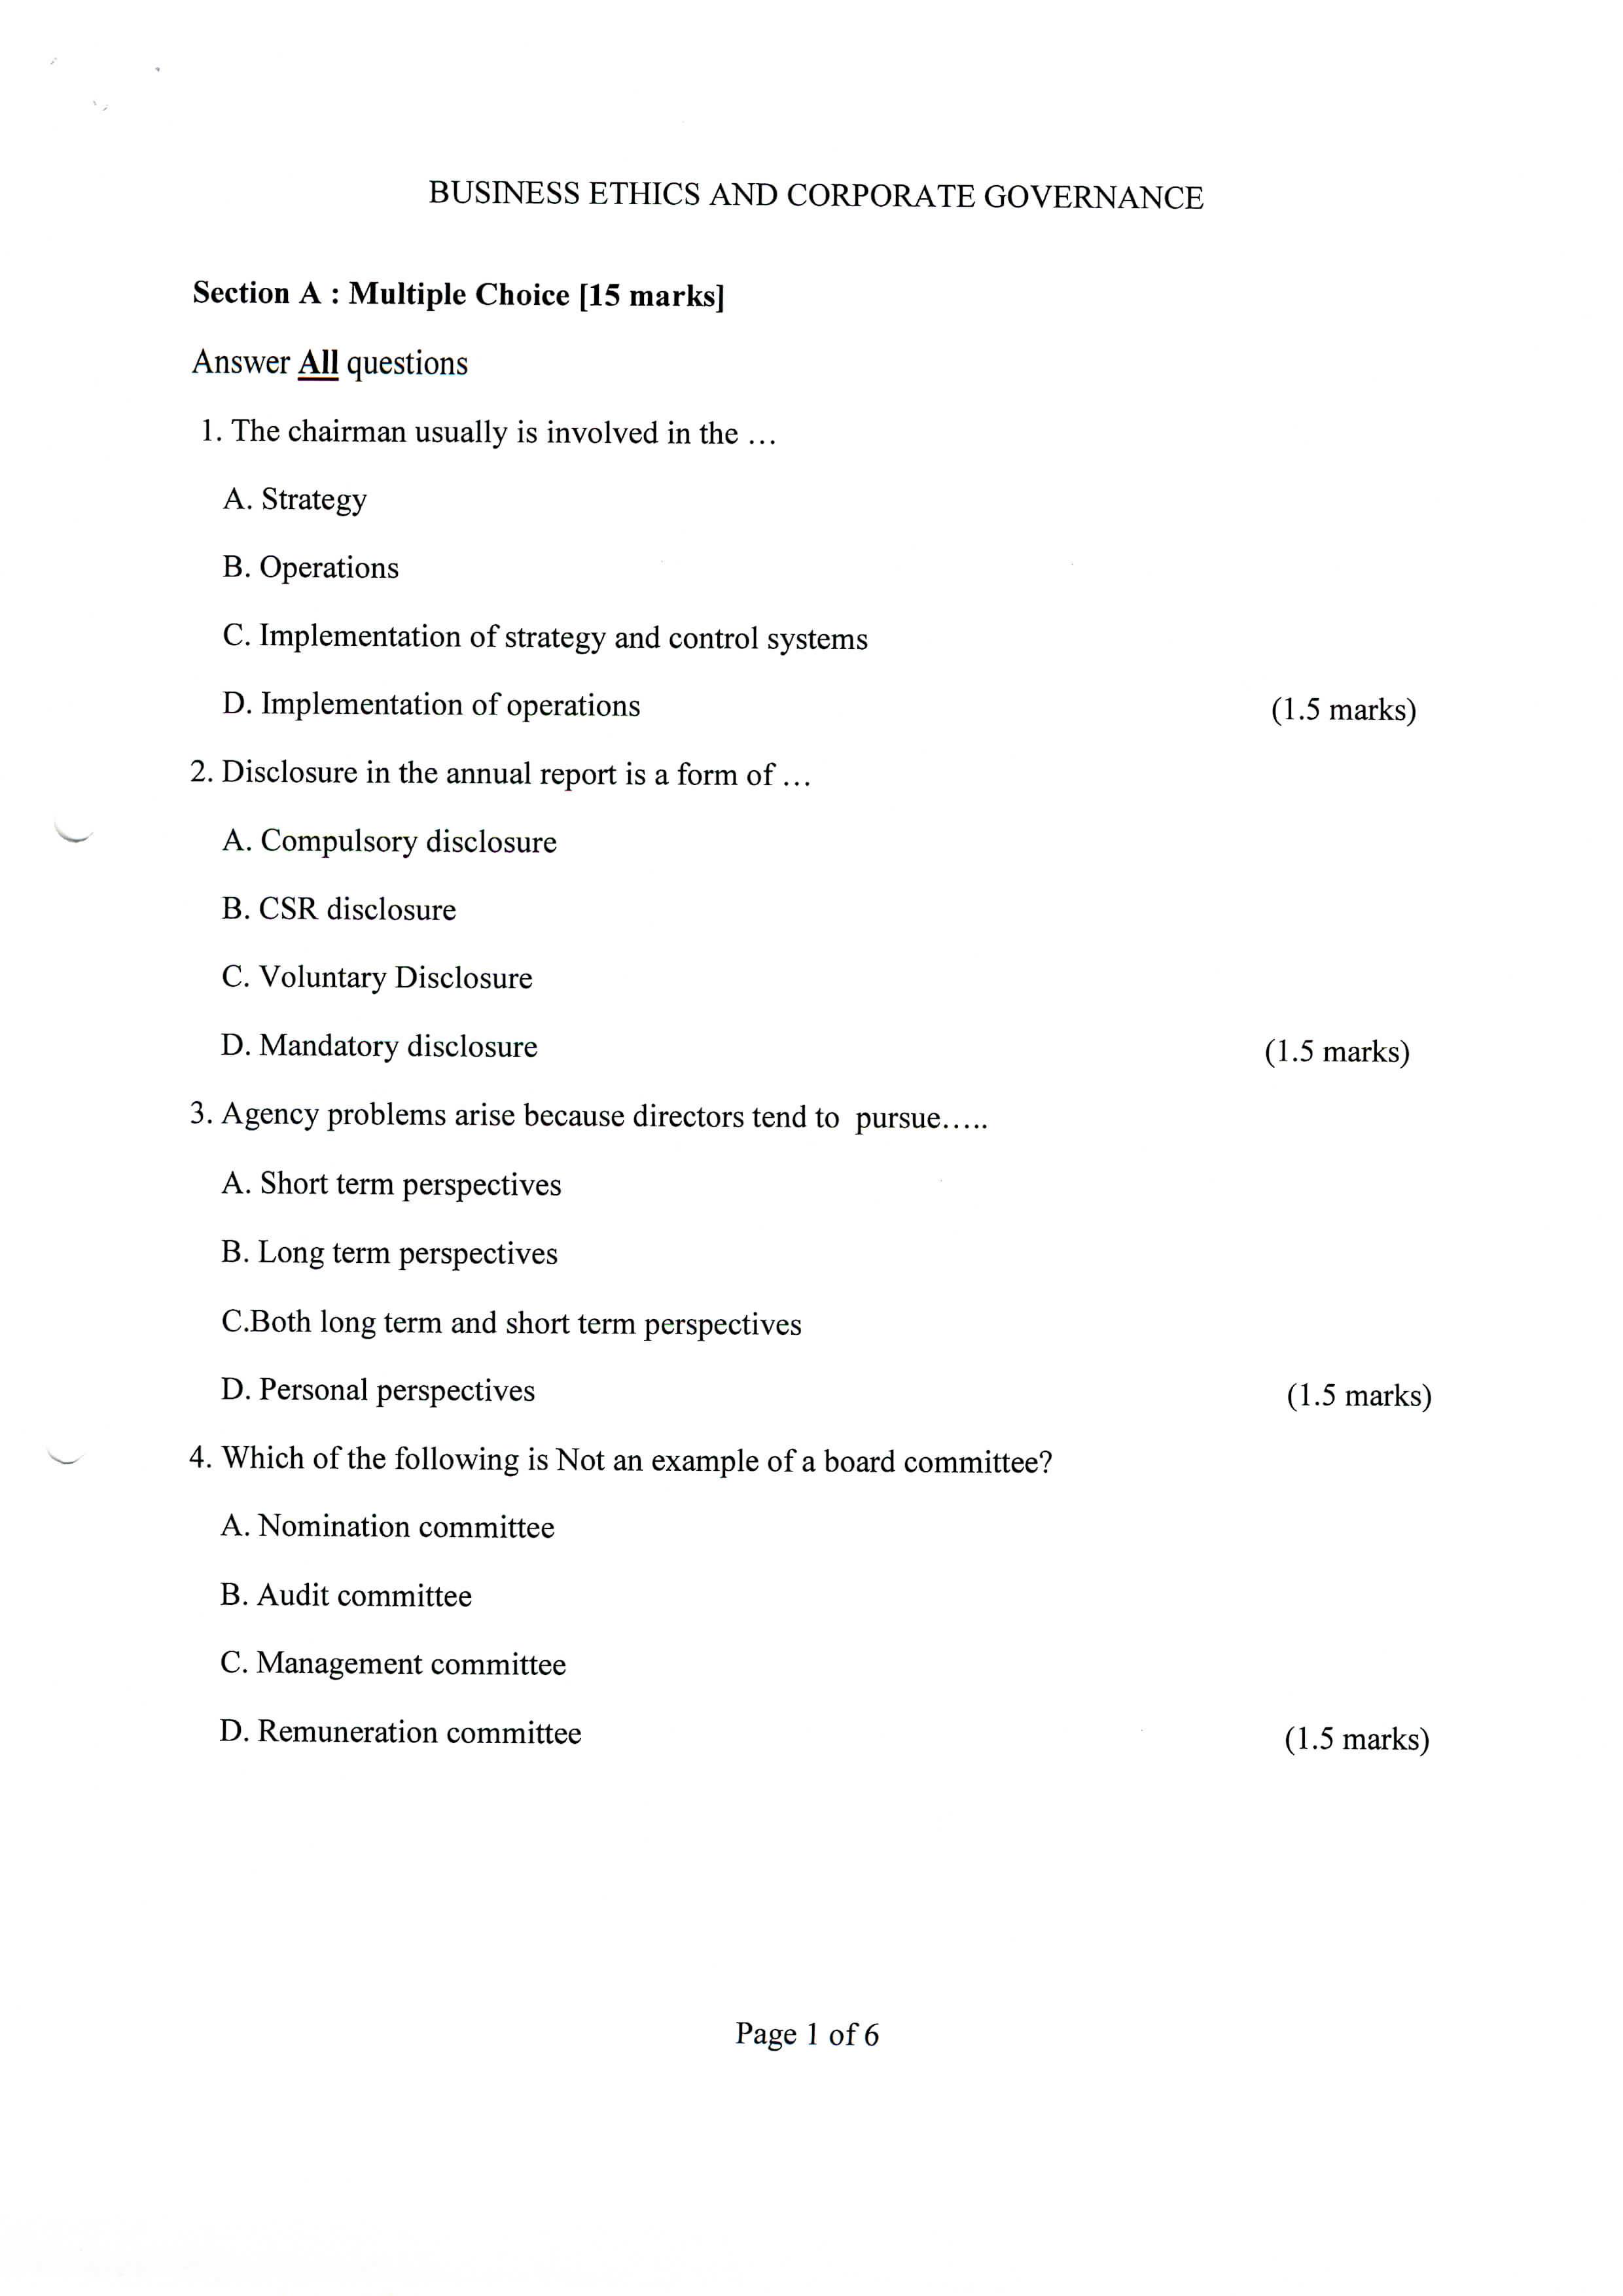 BUSINESS ETHICS AND CORPORATE GOVERNANCE
Section A : Multiple Choice [15 marks]
Answer All questions
1. The chairman usually is involved in the ...
A. Strategy
B. Operations
C. Implementation of strategy and control systems
D. Implementation of operations (1.5 marks)
2. Disclosure in the annual report is a form of ...
A. Compulsory disclosure
B. CSR disclosure
C. Voluntary Disclosure
D. Mandatory disclosure (1.5 marks)
3. Agency problems arise because directors tend to pursue.....
A. Short term perspectives
B. Long term perspectives
C.Both long term and short term perspectives
D. Personal perspectives (1.5 marks)
4. Which of the following is Not an example of a board committee?
A. Nomination committee
B. Audit committee
C. Management committee
D. Remuneration committee (1.5 marks)
Page 1 of 6